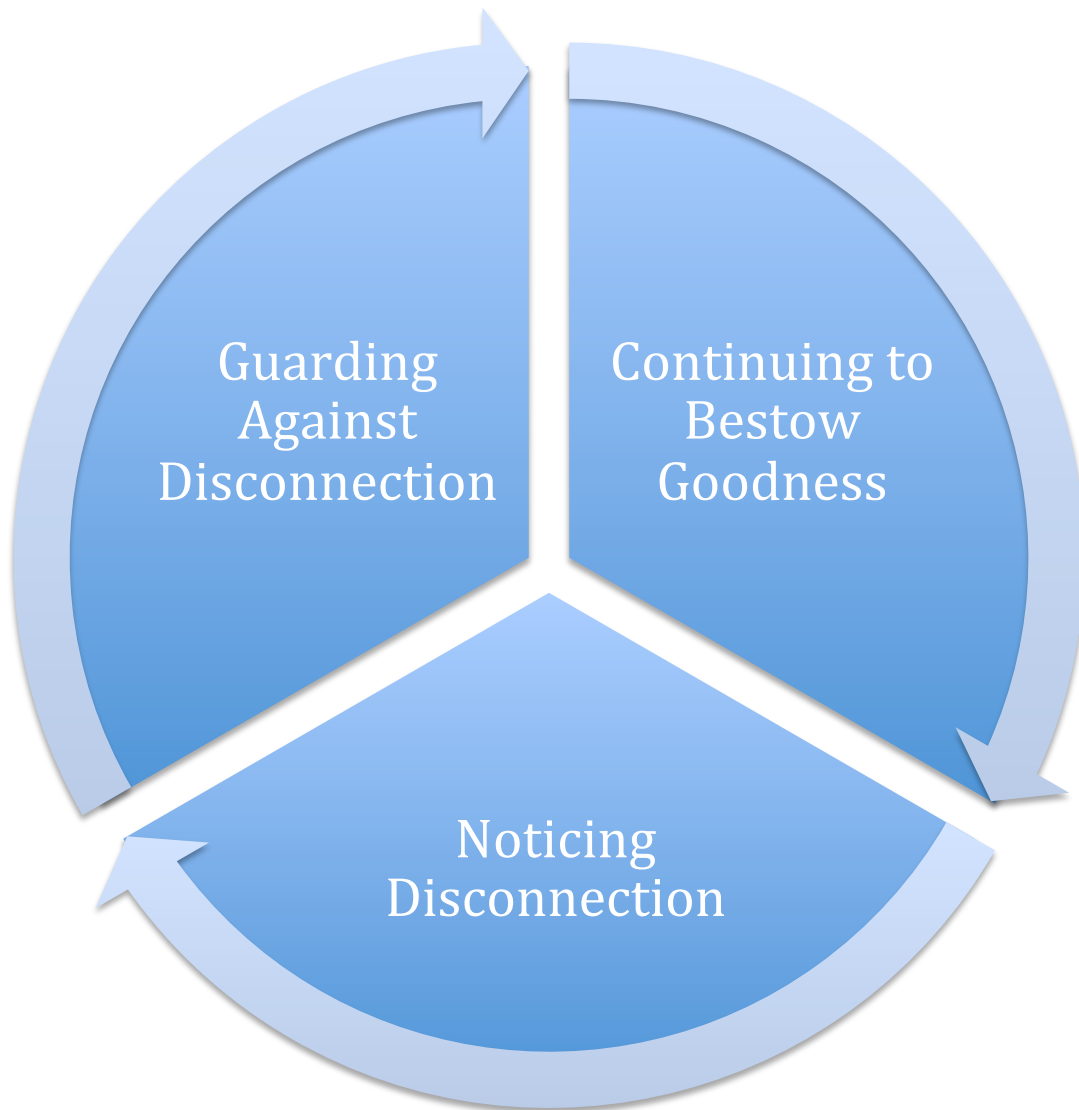 Guarding
Against
Disconnection
Continuing to
Bestow
Goodness
Noticing
Disconnection